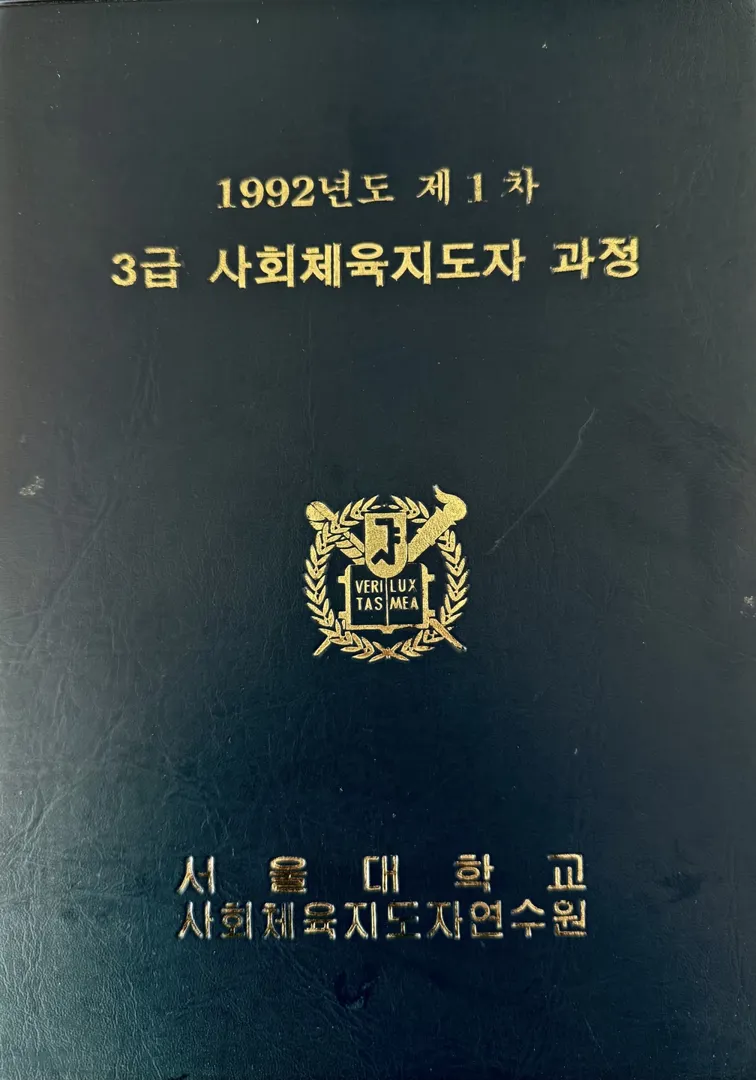 1992년도 제 1 차
3급 사회체육지도자 과정
VERI LUX
TAS MEA
서 울 대 학 교
사회체육지도자연수원